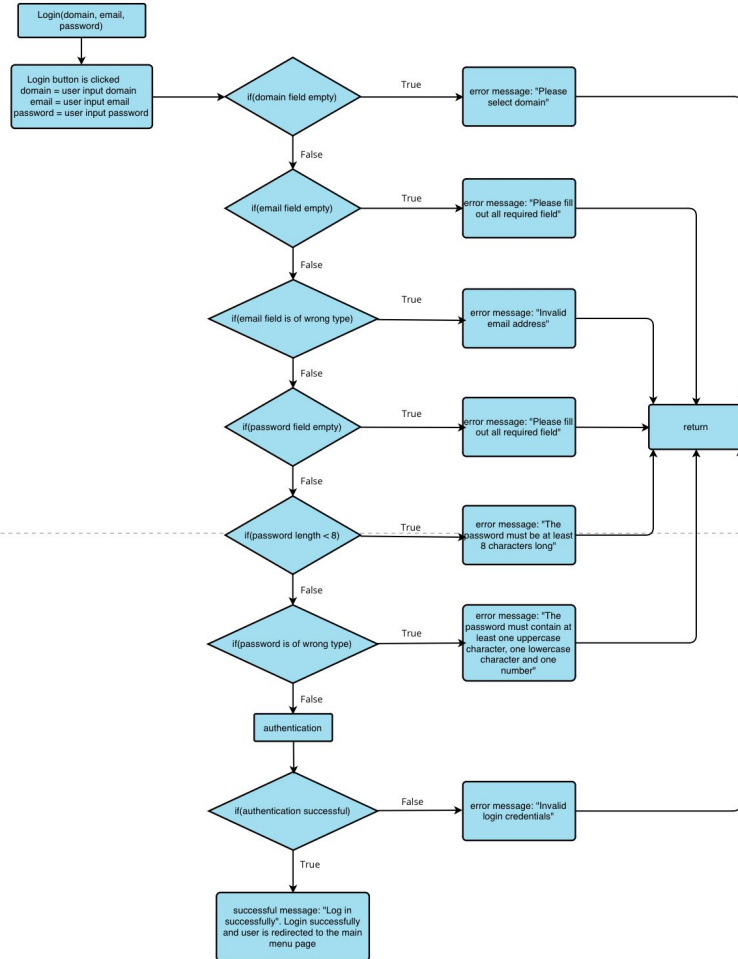 Login(domain, email,
password)
Login button is clicked
domain = user input domain
email = user input email
password = user input password
if(domain field empty)
True
error message: "Please
select domain"
False
if(email field empty)
True
error message: "Please fill
out all required field"
False
if(email field is of wrong type)
True
error message: "Invalid
email address"
False
if(password field empty)
True
error message: "Please fill
out all required field"
return
False
if(password length < 8)
True
error message: "The
password must be at least
8 characters long"
False
if(password is of wrong type)
True
error message: "The
password must contain at
least one uppercase
character, one lowercase
character and one
number"
False
authentication
if(authentication successful)
False
error message: "Invalid
login credentials"
True
successful message: "Log in
successfully". Login successfully
and user is redirected to the main
menu page